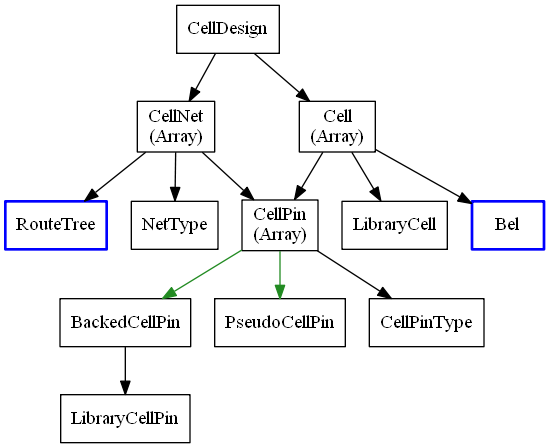 CellDesign
CellNet
(Array)
Cell
(Array)
RouteTree
NetType
CellPin
(Array)
LibraryCell
Bel
BackedCellPin
PseudoCellPin
CellPinType
LibraryCellPin